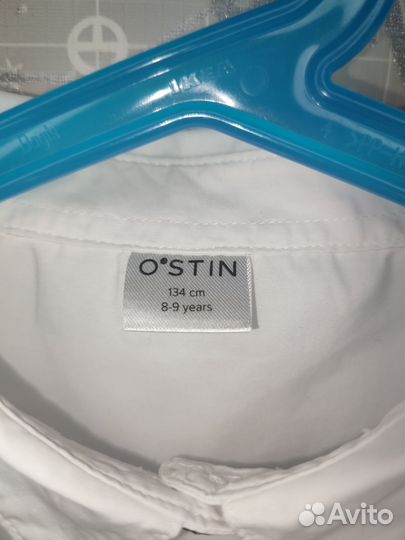 O'STIN
134 cm
8-9 years
Avito